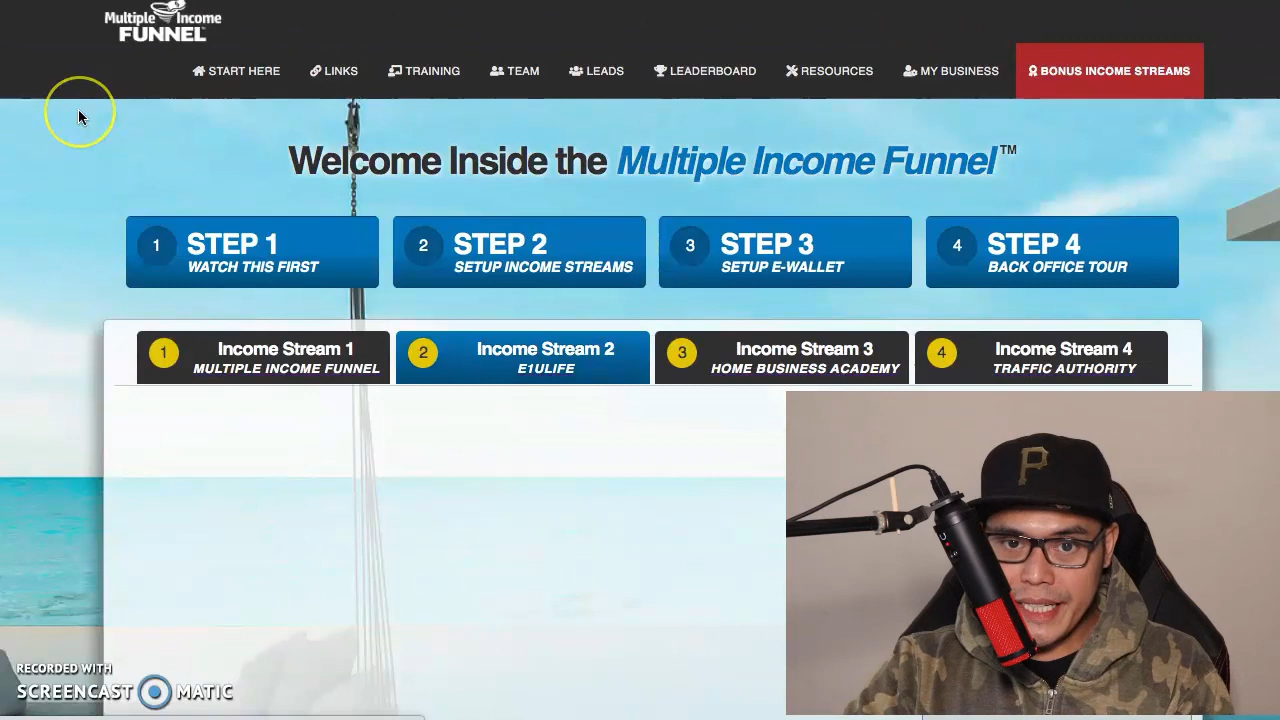 Multiple Income
FUNNEL™
START HERE
LINKS
TRAINING
TEAM
LEADS
LEADERBOARD
RESOURCES
MY BUSINESS
BONUS INCOME STREAMS
Welcome Inside the Multiple Income Funnel™
1 STEP 1
WATCH THIS FIRST
2 STEP 2
SETUP INCOME STREAMS
3 STEP 3
SETUP E-WALLET
4 STEP 4
BACK OFFICE TOUR
1 Income Stream 1
MULTIPLE INCOME FUNNEL
2 Income Stream 2
E1ULIFE
3 Income Stream 3
HOME BUSINESS ACADEMY
4 Income Stream 4
TRAFFIC AUTHORITY
P
RECORDED WITH
SCREENCAST MATIC